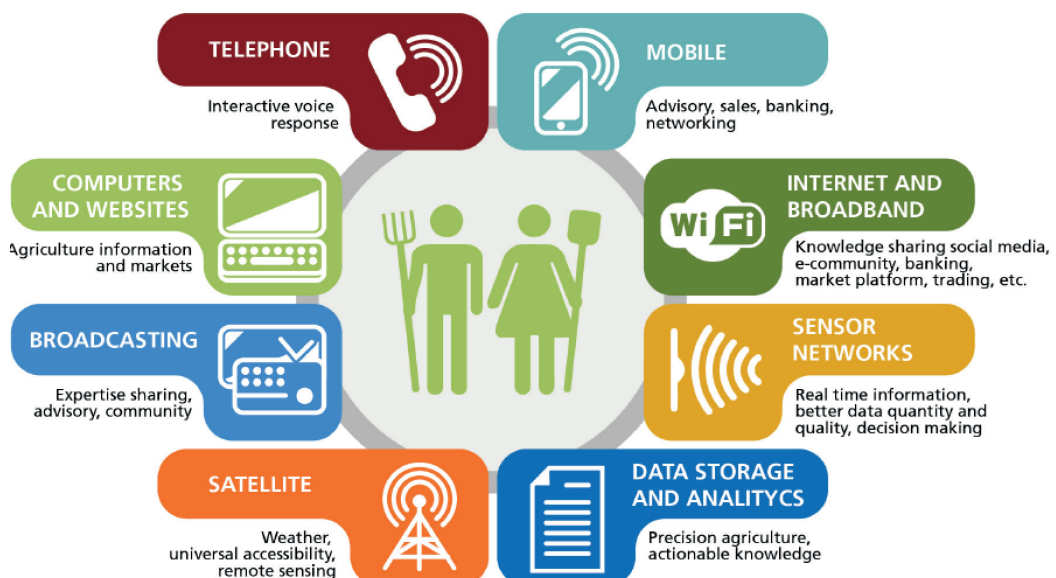 TELEPHONE
Interactive voice
response
MOBILE
Advisory, sales, banking,
networking
COMPUTERS
AND WEBSITES
Agriculture information
and markets
WiFi
INTERNET AND
BROADBAND
Knowledge sharing social media,
e-community, banking,
market platform, trading, etc.
BROADCASTING
Expertise sharing,
advisory, community
SENSOR
NETWORKS
Real time information,
better data quantity and
quality, decision making
SATELLITE
Weather,
universal accessibility,
remote sensing
DATA STORAGE
AND ANALITYCS
Precision agriculture,
actionable knowledge